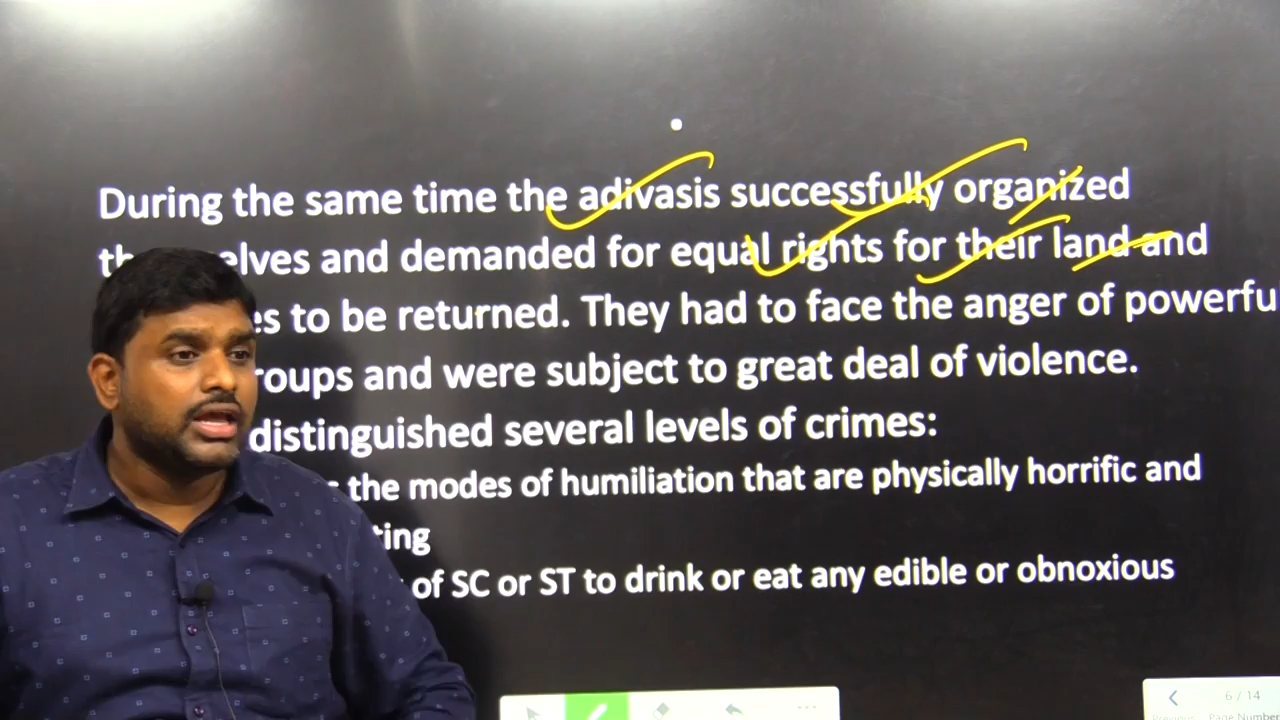 During the same time the adivasis successfully organized
elves and demanded for equal rights for their land and
es to be returned. They had to face the anger of powerfu
roups and were subject to great deal of violence.
distinguished several levels of crimes:
the modes of humiliation that are physically horrific and
ting
of SC or ST to drink or eat any edible or obnoxious
6 / 14
Previous Page Number